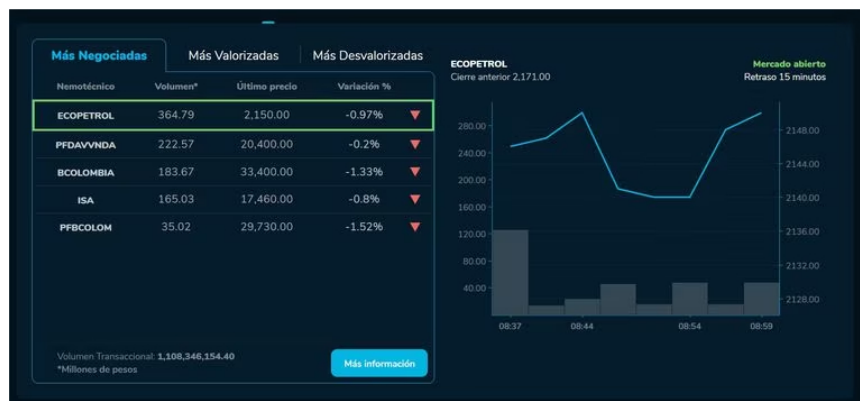 Más Negociadas Más Valorizadas Más Desvalorizadas
Nemotécnico Volumen* Último precio Variación %
ECOPETROL 364.79 2,150.00 -0.97%
PFDAVVNDA 222.57 20,400.00 -0.2%
BCOLOMBIA 183.67 33,400.00 -1.33%
ISA 165.03 17,460.00 -0.8%
PFBCOLOM 35.02 29,730.00 -1.52%
Volumen Transaccional: 1,108,346,154.40
*Millones de pesos
Más información
ECOPETROL Mercado abierto
Cierre anterior 2,171.00 Retraso 15 minutos
280.00 2148.00
240.00 2144.00
200.00 2140.00
160.00 2136.00
120.00 2132.00
80.00 2128.00
40.00
08:37 08:44 08:54 08:59